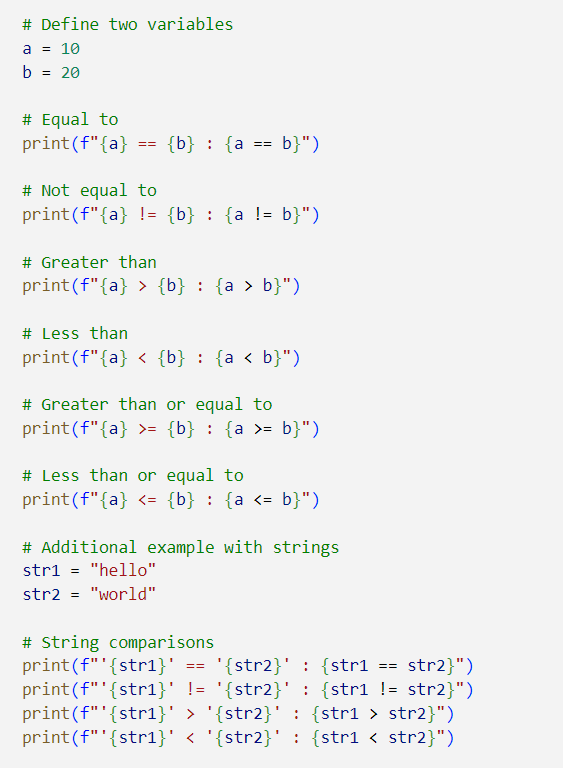 # Define two variables
a = 10
b = 20
# Equal to
print(f"{a} == {b} : {a == b}")
# Not equal to
print(f"{a} != {b} : {a != b}")
# Greater than
print(f"{a} > {b} : {a > b}")
# Less than
print(f"{a} < {b} : {a < b}")
# Greater than or equal to
print(f"{a} >= {b} : {a >= b}")
# Less than or equal to
print(f"{a} <= {b} : {a <= b}")
# Additional example with strings
str1 = "hello"
str2 = "world"
# String comparisons
print(f"'{str1}' == '{str2}' : {str1 == str2}")
print(f"'{str1}' != '{str2}' : {str1 != str2}")
print(f"'{str1}' > '{str2}' : {str1 > str2}")
print(f"'{str1}' < '{str2}' : {str1 < str2}")